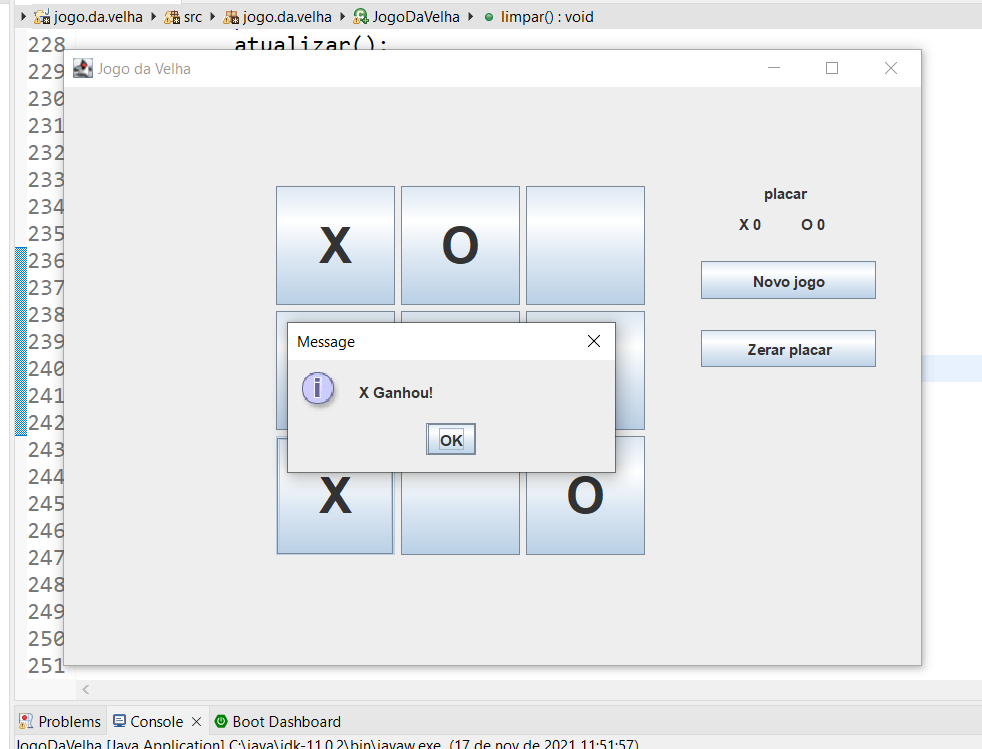 jogo.da.velha src jogo.da.velha JogoDaVelha limpar() : void
228 atualizar();
Jogo da Velha
229
230
231
232
233
234
235
236
237
238
239
240
241
242
243
244
245
246
247
248
249
250
251
X O
placar
X 0 O 0
Novo jogo
Zerar placar
Message
X Ganhou!
OK
X O
Problems Console Boot Dashboard
JogoDaVelha [Java Application] C:\java\jdk-11.0.2\bin\javaw.exe (17 de nov de 2021 11:51:57)